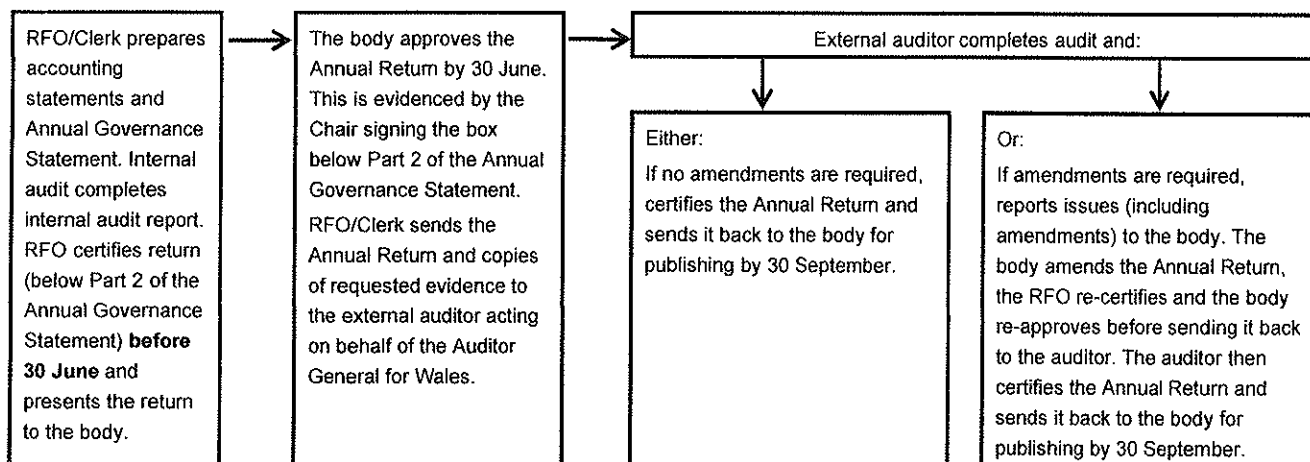 RFO/Clerk prepares
accounting
statements and
Annual Governance
Statement. Internal
audit completes
internal audit report.
RFO certifies return
(below Part 2 of the
Annual Governance
Statement) before
30 June and
presents the return
to the body.
The body approves the
Annual Return by 30 June.
This is evidenced by the
Chair signing the box
below Part 2 of the Annual
Governance Statement.
RFO/Clerk sends the
Annual Return and copies
of requested evidence to
the external auditor acting
on behalf of the Auditor
General for Wales.
External auditor completes audit and:
Either:
If no amendments are required,
certifies the Annual Return and
sends it back to the body for
publishing by 30 September.
Or:
If amendments are required,
reports issues (including
amendments) to the body. The
body amends the Annual Return,
the RFO re-certifies and the body
re-approves before sending it back
to the auditor. The auditor then
certifies the Annual Return and
sends it back to the body for
publishing by 30 September.